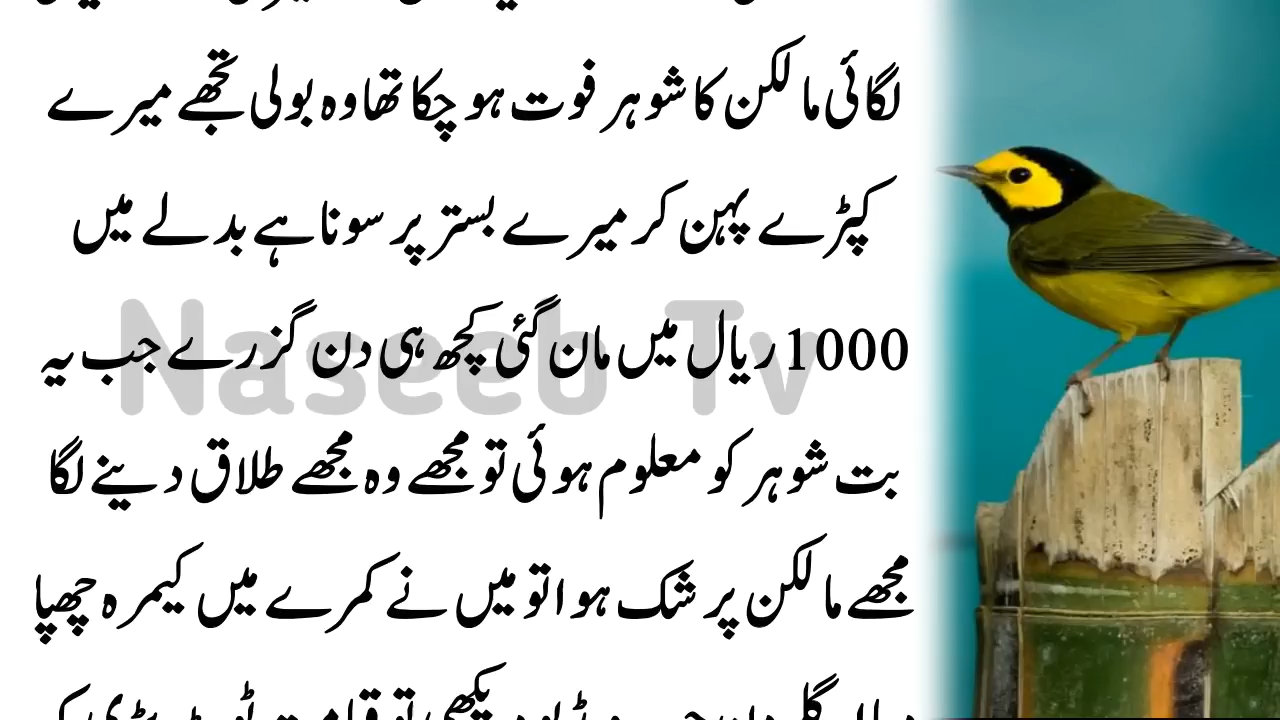 لگائی مالکن کا شوہر فوت ہو چکا تھا وہ بولی تجھے میرے
کپڑے پہن کر میرے بستر پر سونا ہے بدلے میں
1000 ریال میں مان گئی کچھ ہی دن گزرے جب یہ
بت شوہر کو معلوم ہوئی تو مجھے وہ مجھے طلاق دینے لگا
مجھے مالکن پر شک ہوا تو میں نے کمرے میں کیمرہ چھپا
Naseeb Tv